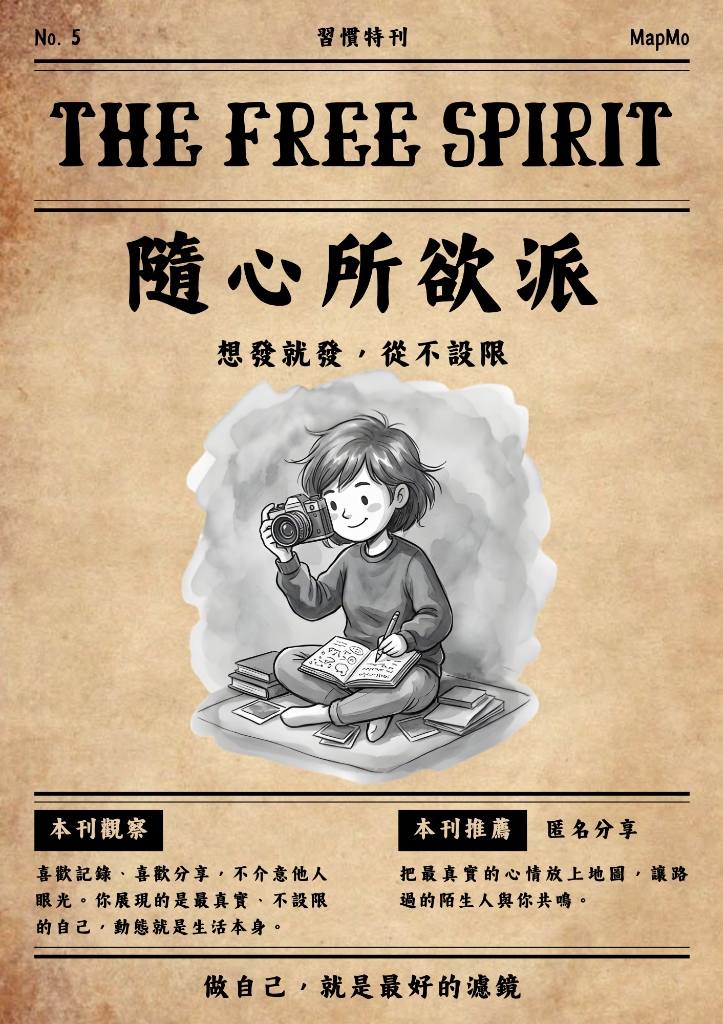 No. 5
習慣特刊
MapMo
THE FREE SPIRIT
隨心所欲派
想發就發，從不設限
本刊觀察
喜歡記錄、喜歡分享，不介意他人
眼光。你展現的是最真實、不設限
的自己，動態就是生活本身。
本刊推薦
匿名分享
把最真實的心情放上地圖，讓路
過的陌生人與你共鳴。
做自己，就是最好的濾鏡